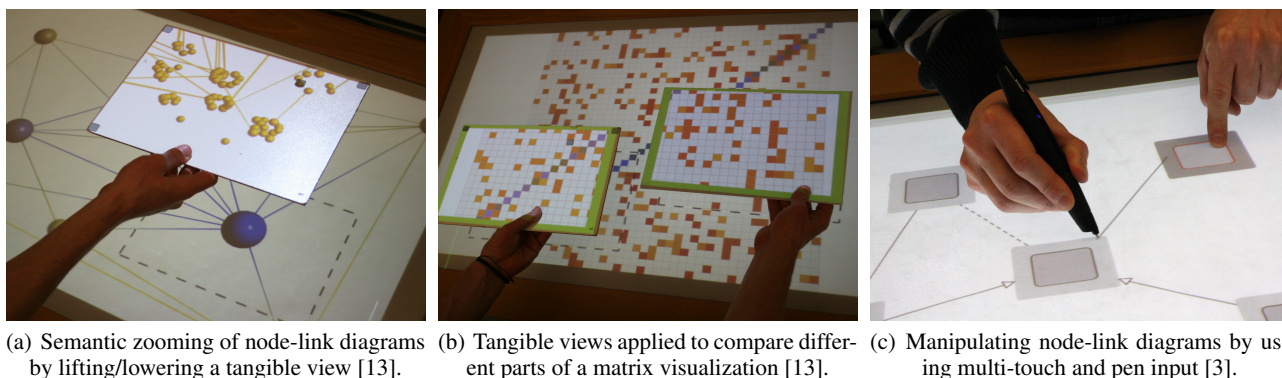 (a) Semantic zooming of node-link diagrams
by lifting/lowering a tangible view [13].
(b) Tangible views applied to compare differ-
ent parts of a matrix visualization [13].
(c) Manipulating node-link diagrams by us-
ing multi-touch and pen input [3].